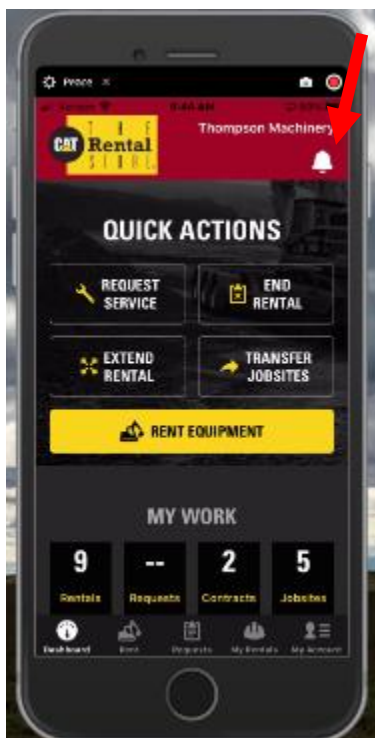 Peace
Thompson Machinery
THE
CAT Rental
STORE
QUICK ACTIONS
REQUEST
SERVICE
END
RENTAL
EXTEND
RENTAL
TRANSFER
JOBSITES
RENT EQUIPMENT
MY WORK
9 -- 2 5
Rentals Requests Contracts Jobsites
Dashboard Rent Requests My Rentals My Account